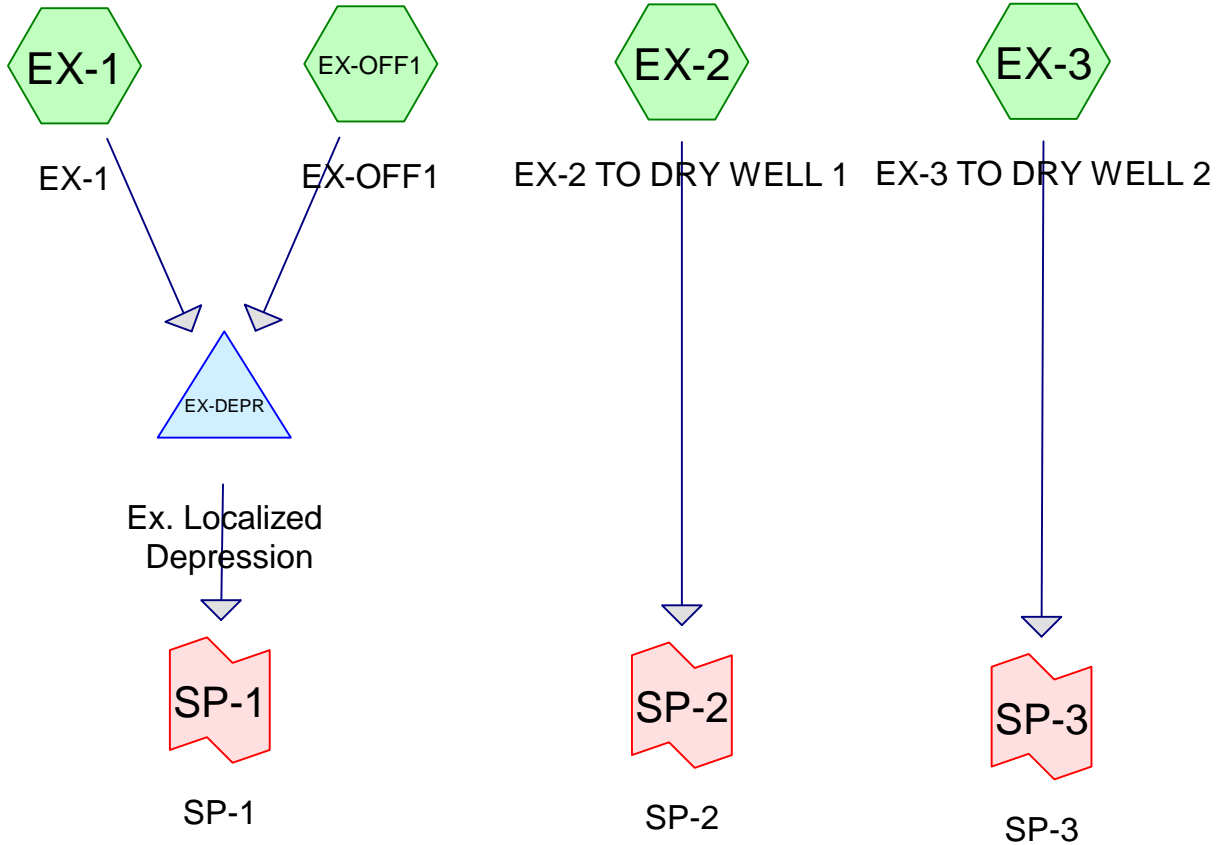 EX-1
EX-OFF1
EX-2
EX-3
EX-1
EX-OFF1
EX-2 TO DRY WELL 1
EX-3 TO DRY WELL 2
EX-DEPR
Ex. Localized
Depression
SP-1
SP-2
SP-3
SP-1
SP-2
SP-3